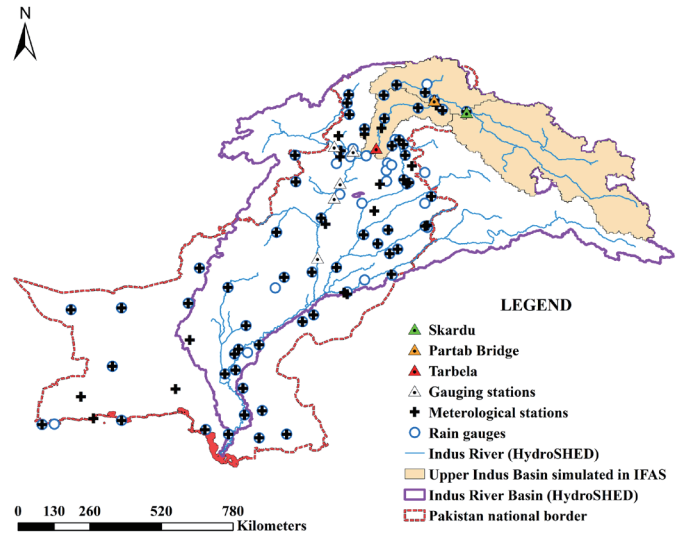 N
LEGEND
Skardu
Partab Bridge
Tarbela
Gauging stations
Meterological stations
Rain gauges
Indus River (HydroSHED)
Upper Indus Basin simulated in IFAS
Indus River Basin (HydroSHED)
Pakistan national border
0 130 260 520 780
Kilometers